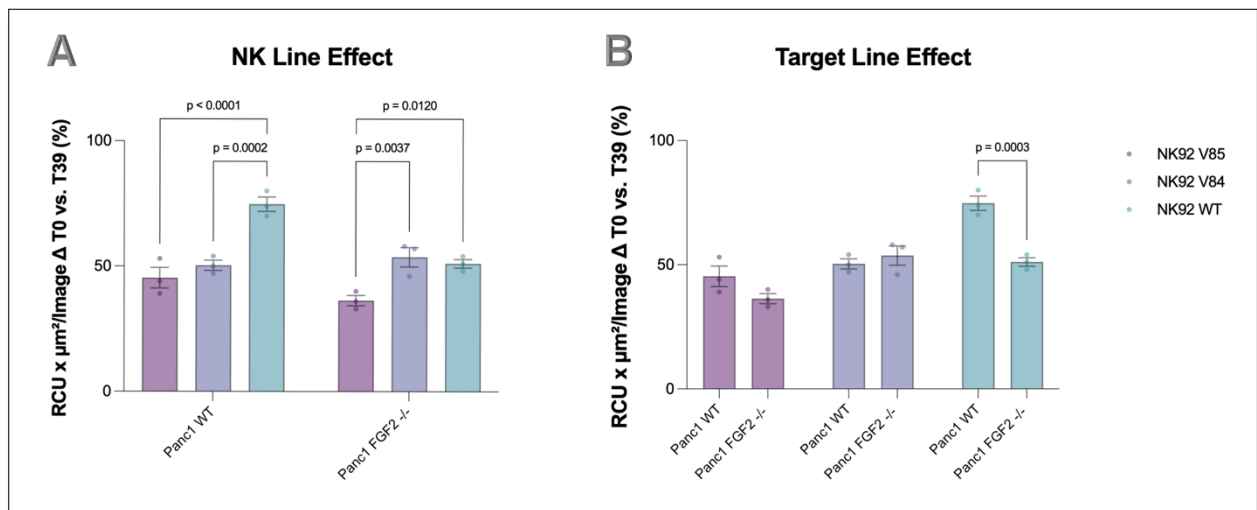 A
NK Line Effect
RCU x µm²/Image Δ T0 vs. T39 (%)
100
50
0
p < 0.0001
p = 0.0002
p = 0.0120
p = 0.0037
Panc1 WT
Panc1 FGF2 -/-
B
Target Line Effect
RCU x µm²/Image Δ T0 vs. T39 (%)
100
50
0
p = 0.0003
Panc1 WT
Panc1 FGF2 -/-
Panc1 WT
Panc1 FGF2 -/-
Panc1 WT
Panc1 FGF2 -/-
NK92 V85
NK92 V84
NK92 WT